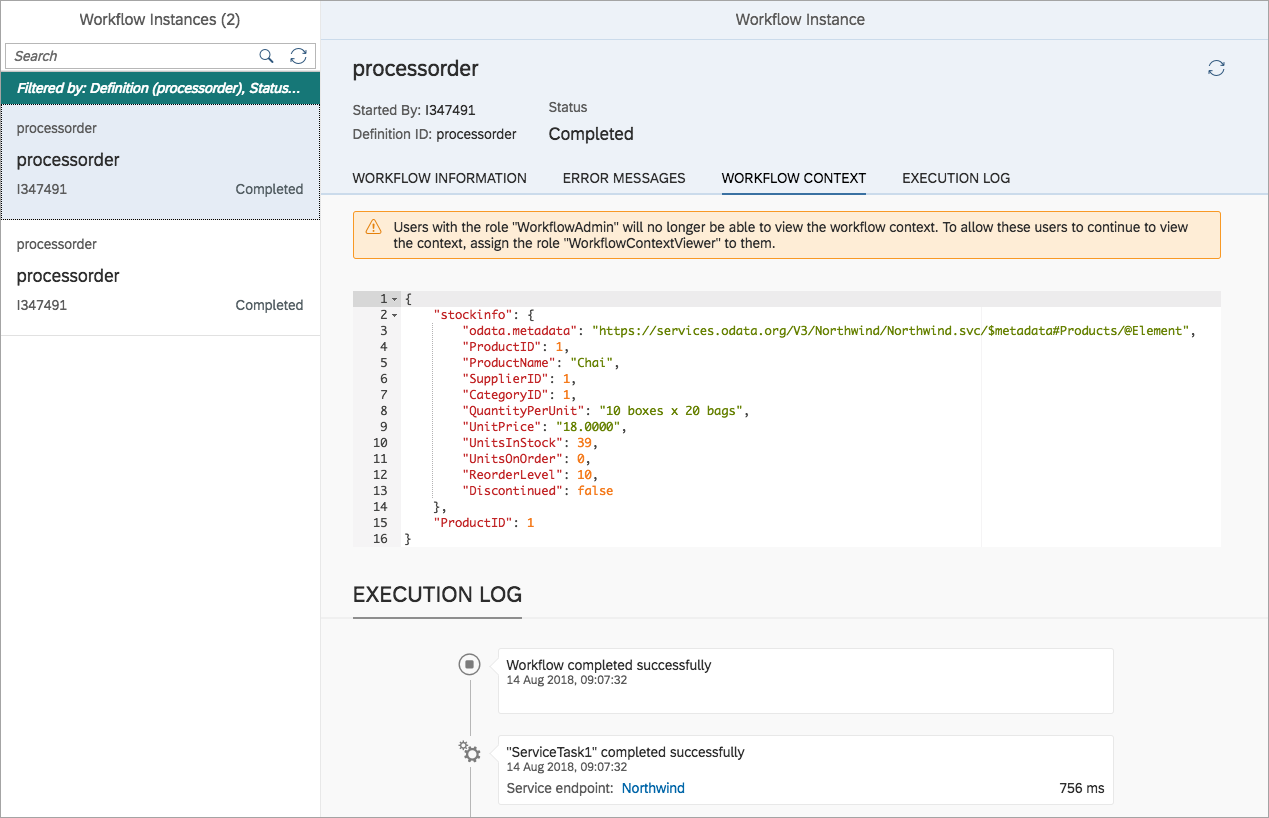 Workflow Instances (2)
Search
Filtered by: Definition (processorder), Status...
processorder
processorder
I347491 Completed
processorder
processorder
I347491 Completed
Workflow Instance
processorder
Started By: I347491
Definition ID: processorder
Status
Completed
WORKFLOW INFORMATION ERROR MESSAGES WORKFLOW CONTEXT EXECUTION LOG
Users with the role "WorkflowAdmin" will no longer be able to view the workflow context. To allow these users to continue to view
the context, assign the role "WorkflowContextViewer" to them.
1 {
2 "stockinfo": {
3 "odata.metadata": "https://services.odata.org/V3/Northwind/Northwind.svc/$metadata#Products/@Element",
4 "ProductID": 1,
5 "ProductName": "Chai",
6 "SupplierID": 1,
7 "CategoryID": 1,
8 "QuantityPerUnit": "10 boxes x 20 bags",
9 "UnitPrice": "18.0000",
10 "UnitsInStock": 39,
11 "UnitsOnOrder": 0,
12 "ReorderLevel": 10,
13 "Discontinued": false
14 },
15 "ProductID": 1
16 }
EXECUTION LOG
Workflow completed successfully
14 Aug 2018, 09:07:32
"ServiceTask1" completed successfully
14 Aug 2018, 09:07:32
Service endpoint: Northwind 756 ms